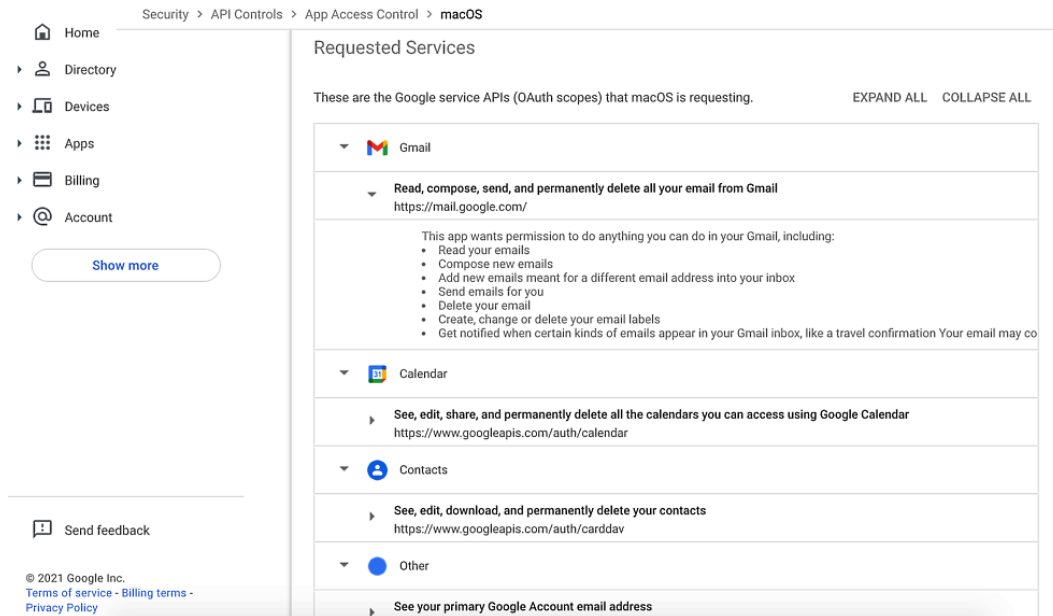 Security > API Controls > App Access Control > macOS
Home
Directory
Devices
Apps
Billing
Account
Show more
Send feedback
© 2021 Google Inc.
Terms of service - Billing terms -
Privacy Policy
Requested Services
These are the Google service APIs (OAuth scopes) that macOS is requesting.
EXPAND ALL COLLAPSE ALL
Gmail
Read, compose, send, and permanently delete all your email from Gmail
https://mail.google.com/
This app wants permission to do anything you can do in your Gmail, including:
• Read your emails
• Compose new emails
• Add new emails meant for a different email address into your inbox
• Send emails for you
• Delete your email
• Create, change or delete your email labels
• Get notified when certain kinds of emails appear in your Gmail inbox, like a travel confirmation Your email may co
31
Calendar
See, edit, share, and permanently delete all the calendars you can access using Google Calendar
https://www.googleapis.com/auth/calendar
Contacts
See, edit, download, and permanently delete your contacts
https://www.googleapis.com/auth/carddav
Other
See your primary Google Account email address